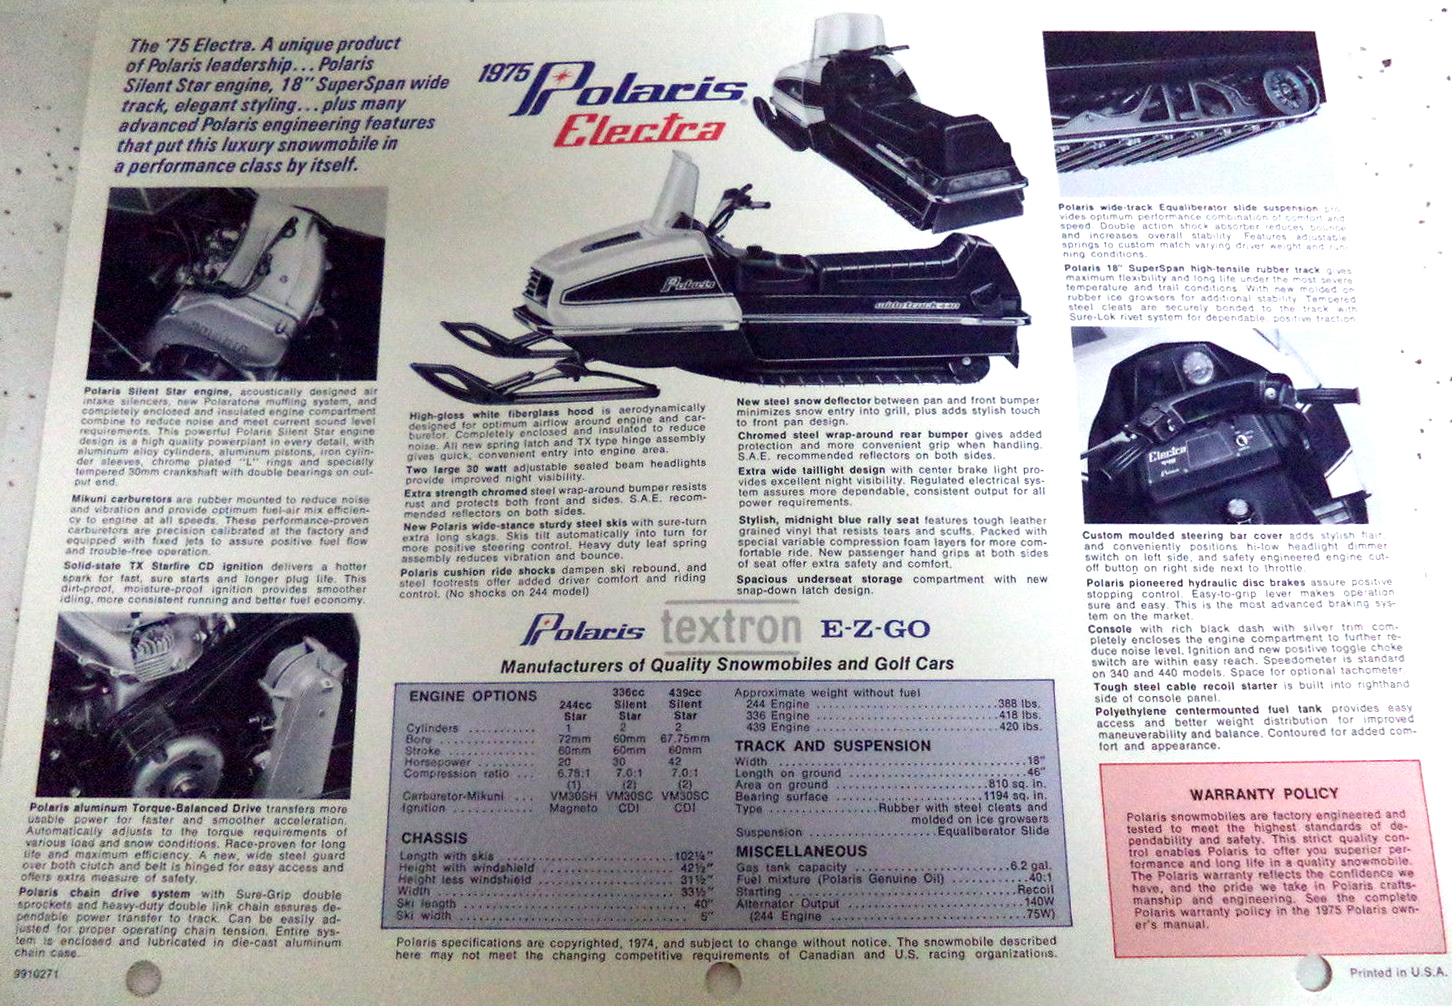 The '75 Electra. A unique product
of Polaris leadership... Polaris
Silent Star engine, 18" SuperSpan wide
track, elegant styling...plus many
advanced Polaris engineering features
that put this luxury snowmobile in
a performance class by itself.
1975 Polaris
Electra
Polaris
widetrack 440
Polaris Silent Star engine, acoustically designed air
intake silencers, new Polaratone muffling system, and
completely enclosed and insulated engine compartment
combine to reduce noise and meet current sound level
requirements. This powerful Polaris Silent Star engine
design is a high quality powerplant in every detail, with
aluminum alloy cylinders, aluminum pistons, iron cylin-
der sleeves, chrome plated "L" rings and specially
tempered 30mm crankshaft with double bearings on out-
put end.
Mikuni carburetors are rubber mounted to reduce noise
and vibration and provide optimum fuel-air mix efficien-
cy to engine at all speeds. These performance-proven
carburetors are precision calibrated at the factory and
equipped with fixed jets to assure positive fuel flow
and trouble-free operation.
Solid-state TX Starfire CD ignition delivers a hotter
spark for fast, sure starts and longer plug life. This
dirt-proof, moisture-proof ignition provides smoother
idling, more consistent running and better fuel economy.
Polaris aluminum Torque-Balanced Drive transfers more
usable power for faster and smoother acceleration.
Automatically adjusts to the torque requirements of
various load and snow conditions. Race-proven for long
life and maximum efficiency. A new, wide steel guard
over both clutch and belt is hinged for easy access and
offers extra measure of safety.
Polaris chain drive system with Sure-Grip double
sprockets and heavy-duty double link chain assures de-
pendable power transfer to track. Can be easily ad-
justed for proper operating chain tension. Entire sys-
tem is enclosed and lubricated in die-cast aluminum
chain case.
9910271
High-gloss white fiberglass hood is aerodynamically
designed for optimum airflow around engine and car-
buretor. Completely enclosed and insulated to reduce
noise. All new spring latch and TX type hinge assembly
gives quick, convenient entry into engine area.
Two large 30 watt adjustable sealed beam headlights
provide improved night visibility.
Extra strength chromed steel wrap-around bumper resists
rust and protects both front and sides. S.A.E. recom-
mended reflectors on both sides.
New Polaris wide-stance sturdy steel skis with sure-turn
extra long skags. Skis tilt automatically into turn for
more positive steering control. Heavy duty leaf spring
assembly reduces vibration and bounce.
Polaris cushion ride shocks dampen ski rebound, and
steel footrests offer added driver comfort and riding
control. (No shocks on 244 model)
New steel snow deflector between pan and front bumper
minimizes snow entry into grill, plus adds stylish touch
to front pan design.
Chromed steel wrap-around rear bumper gives added
protection and more convenient grip when handling.
S.A.E. recommended reflectors on both sides.
Extra wide taillight design with center brake light pro-
vides excellent night visibility. Regulated electrical sys-
tem assures more dependable, consistent output for all
power requirements.
Stylish, midnight blue rally seat features tough leather
grained vinyl that resists tears and scuffs. Packed with
special variable compression foam layers for more com-
fortable ride. New passenger hand grips at both sides
of seat offer extra safety and comfort.
Spacious underseat storage compartment with new
snap-down latch design.
Polaris textron E-Z-GO
Manufacturers of Quality Snowmobiles and Golf Cars
ENGINE OPTIONS
336cc 439cc
244cc Silent Silent
Star Star Star
Cylinders 1 2 2
Bore 72mm 60mm 67.75mm
Stroke 60mm 60mm 60mm
Horsepower 20 30 42
Compression ratio 6.75:1 7.0:1 7.0:1
(1) (2) (2)
Carburetor-Mikuni VM30SH VM30SC VM30SC
Ignition Magneto CDI CDI
CHASSIS
Length with skis 102¼"
Height with windshield 42½"
Height less windshield 31½"
Width 33½"
Ski length 40"
Ski width 5"
Approximate weight without fuel
244 Engine 388 lbs.
336 Engine 418 lbs.
439 Engine 420 lbs.
TRACK AND SUSPENSION
Width 18"
Length on ground 46"
Area on ground 810 sq. in.
Bearing surface 1194 sq. in.
Type Rubber with steel cleats and
molded on ice growsers
Suspension Equaliberator Slide
MISCELLANEOUS
Gas tank capacity 6.2 gal.
Fuel mixture (Polaris Genuine Oil) 40:1
Starting Recoil
Alternator Output 140W
(244 Engine 75W)
Polaris specifications are copyrighted, 1974, and subject to change without notice. The snowmobile described
here may not meet the changing competitive requirements of Canadian and U.S. racing organizations.
Polaris wide-track Equaliberator slide suspension pro-
vides optimum performance combination of comfort and
speed. Double action shock absorber reduces bounce
and increases overall stability. Features adjustable
springs to custom match varying driver weight and run-
ning conditions.
Polaris 18" SuperSpan high-tensile rubber track gives
maximum flexibility and long life under the most severe
temperature and trail conditions. With new molded on
rubber ice growsers for additional stability. Tempered
steel cleats are securely bonded to the track with
Sure-Lok rivet system for dependable, positive traction.
Electra
Custom moulded steering bar cover adds stylish flair
and conveniently positions hi-low headlight dimmer
switch on left side, and safety engineered engine cut-
off button on right side next to throttle.
Polaris pioneered hydraulic disc brakes assure positive
stopping control. Easy-to-grip lever makes operation
sure and easy. This is the most advanced braking sys-
tem on the market.
Console with rich black dash with silver trim com-
pletely encloses the engine compartment to further re-
duce noise level. Ignition and new positive toggle choke
switch are within easy reach. Speedometer is standard
on 340 and 440 models. Space for optional tachometer.
Tough steel cable recoil starter is built into righthand
side of console panel.
Polyethylene centermounted fuel tank provides easy
access and better weight distribution for improved
maneuverability and balance. Contoured for added com-
fort and appearance.
WARRANTY POLICY
Polaris snowmobiles are factory engineered and
tested to meet the highest standards of de-
pendability and safety. This strict quality con-
trol enables Polaris to offer you superior per-
formance and long life in a quality snowmobile.
The Polaris warranty reflects the confidence we
have, and the pride we take in Polaris crafts-
manship and engineering. See the complete
Polaris warranty policy in the 1975 Polaris own-
er's manual.
Printed in U.S.A.